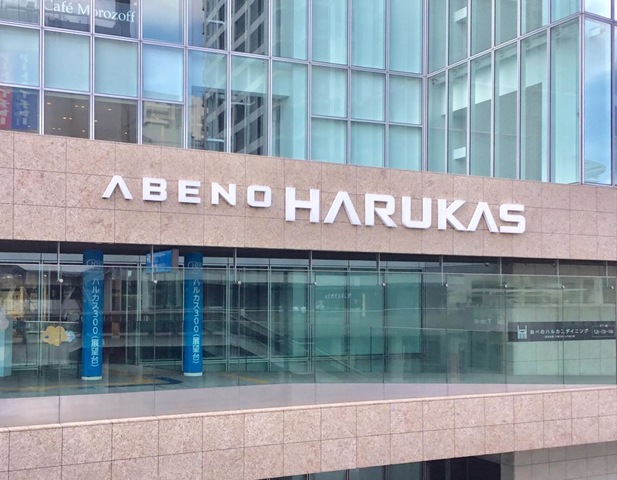 Café Morozoff
ABENO HARUKAS
ハルカス300(展望台)
ハルカス300(展望台)
あべのハルカスダイニング